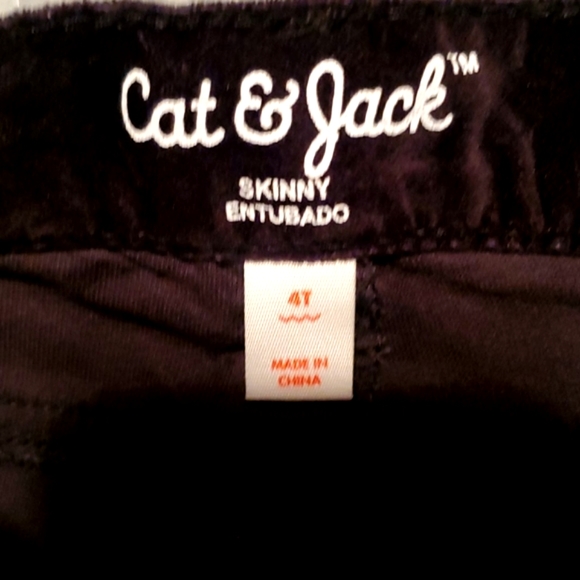 Cat & Jack™
SKINNY
ENTUBADO
4T
MADE IN
CHINA